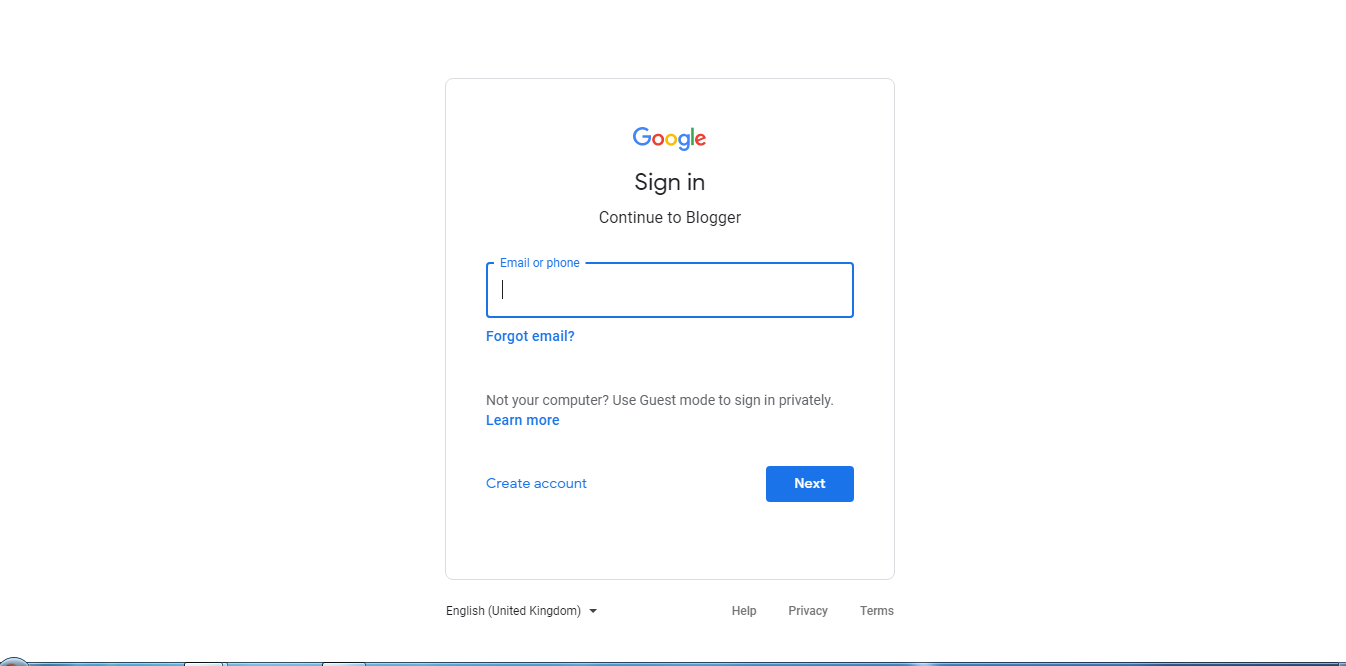 Google
Sign in
Continue to Blogger
Email or phone
Forgot email?
Not your computer? Use Guest mode to sign in privately.
Learn more
Create account
Next
English (United Kingdom)
Help
Privacy
Terms